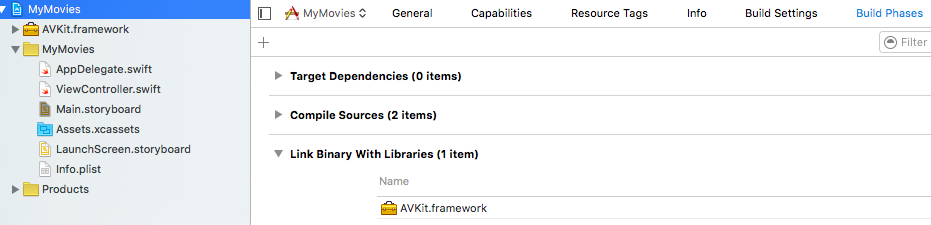 MyMovies
AVKit.framework
MyMovies
AppDelegate.swift
ViewController.swift
Main.storyboard
Assets.xcassets
LaunchScreen.storyboard
Info.plist
Products
MyMovies General Capabilities Resource Tags Info Build Settings Build Phases
+ Filter
Target Dependencies (0 items)
Compile Sources (2 items)
Link Binary With Libraries (1 item)
Name
AVKit.framework